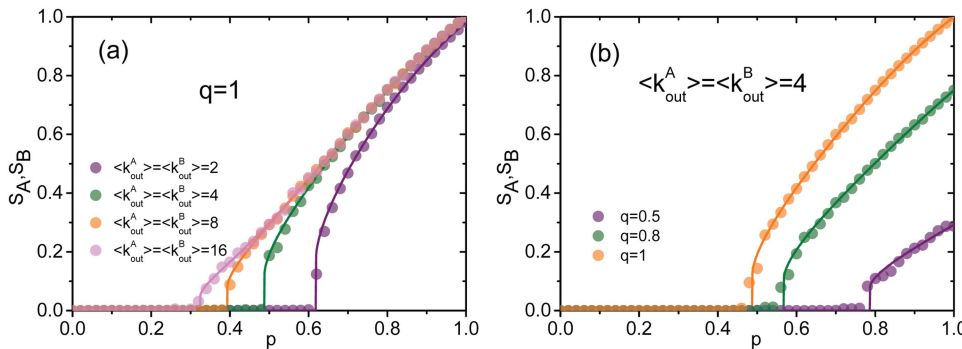 (a)
q=1
<k^A_out>=<k^B_out>=2
<k^A_out>=<k^B_out>=4
<k^A_out>=<k^B_out>=8
<k^A_out>=<k^B_out>=16
S_A,S_B
1.0
0.8
0.6
0.4
0.2
0.0
0.0 0.2 0.4 0.6 0.8 1.0
p
(b)
<k^A_out>=<k^B_out>=4
q=0.5
q=0.8
q=1
S_A,S_B
1.0
0.8
0.6
0.4
0.2
0.0
0.0 0.2 0.4 0.6 0.8 1.0
p